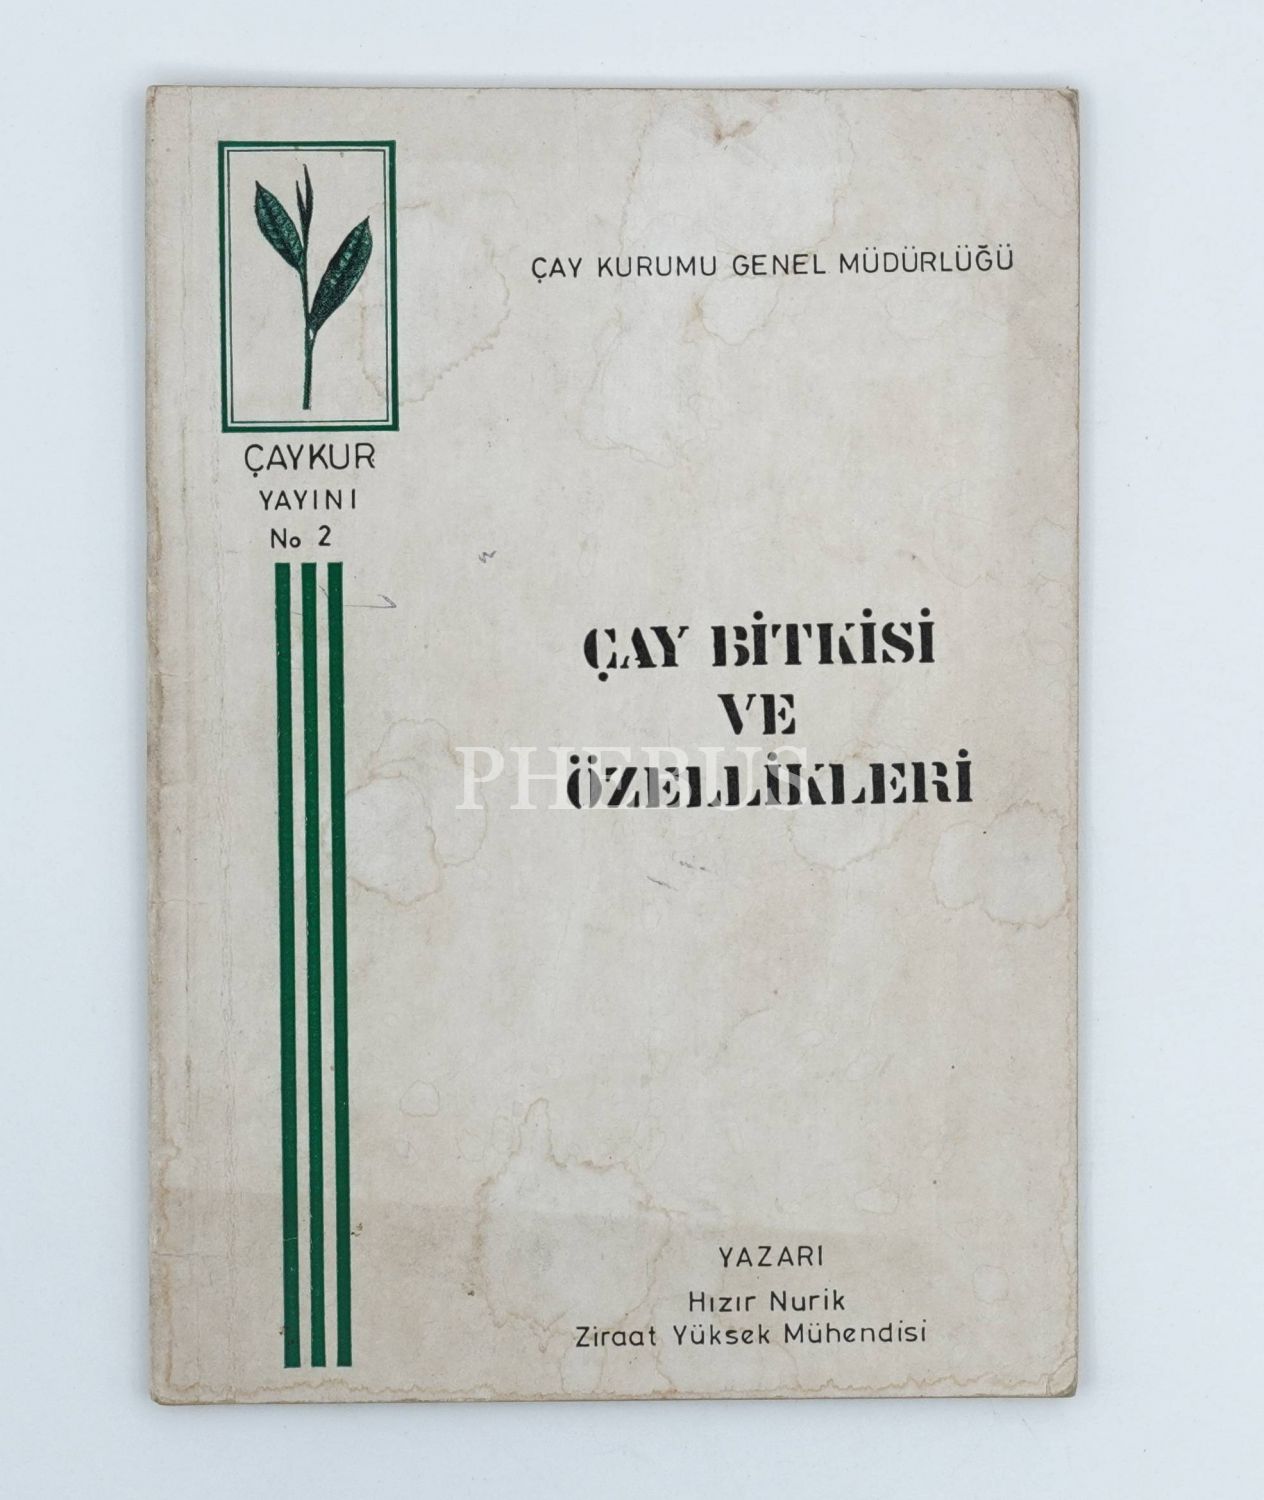 ÇAY KURUMU GENEL MÜDÜRLÜĞÜ
ÇAYKUR
YAYINI
No 2
ÇAY BİTKİSİ
VE
ÖZELLİKLERİ
PHEBUS
YAZARI
Hızır Nurik
Ziraat Yüksek Mühendisi